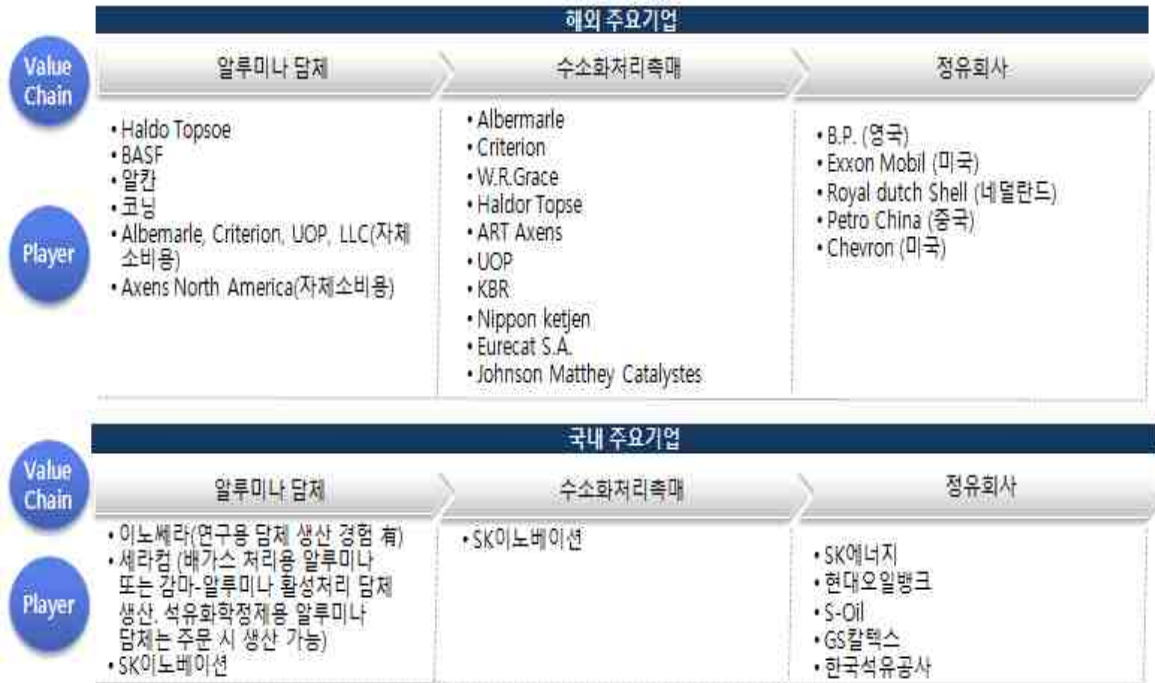 해외 주요기업
Value
Chain
알루미나 담체
수소화처리촉매
정유회사
Player
• Haldo Topsoe
• BASF
• 알칸
• 코닝
• Albemarle, Criterion, UOP, LLC(자체
소비용)
• Axens North America(자체소비용)
• Albermarle
• Criterion
• W.R.Grace
• Haldor Topse
• ART Axens
• UOP
• KBR
• Nippon ketjen
• Eurecat S.A.
• Johnson Matthey Catalystes
• B.P. (영국)
• Exxon Mobil (미국)
• Royal dutch Shell (네덜란드)
• Petro China (중국)
• Chevron (미국)
국내 주요기업
Value
Chain
알루미나 담체
수소화처리촉매
정유회사
Player
• 이노쎄라(연구용 담체 생산 경험 有)
• 세라컴 (배가스 처리용 알루미나
또는 감마-알루미나 활성처리 담체
생산. 석유화학정제용 알루미나
담체는 주문 시 생산 가능)
• SK이노베이션
• SK이노베이션
• SK에너지
• 현대오일뱅크
• S-Oil
• GS칼텍스
• 한국석유공사